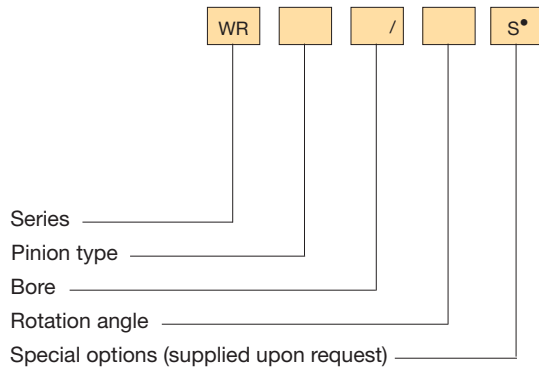 WR / S•
Series
Pinion type
Bore
Rotation angle
Special options (supplied upon request)